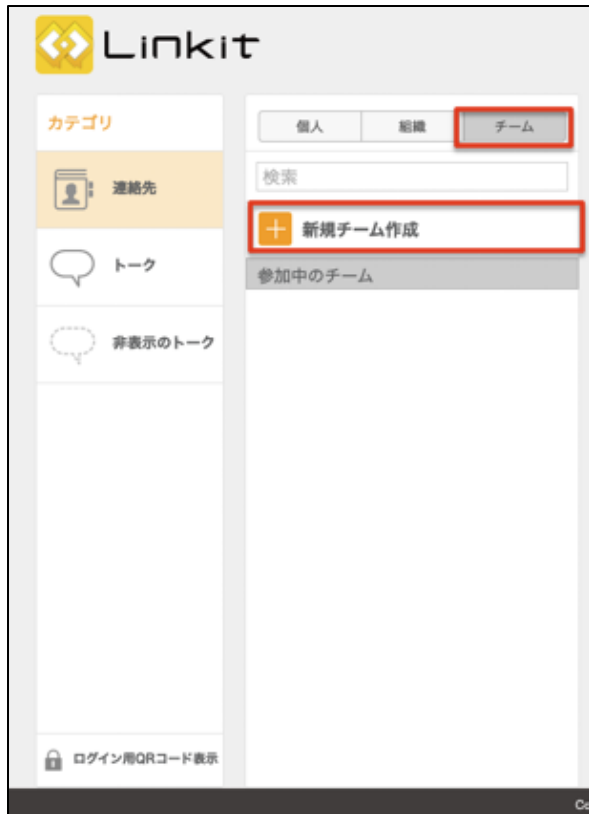 Linkit
カテゴリ
連絡先
トーク
非表示のトーク
ログイン用QRコード表示
個人 組織 チーム
検索
新規チーム作成
参加中のチーム